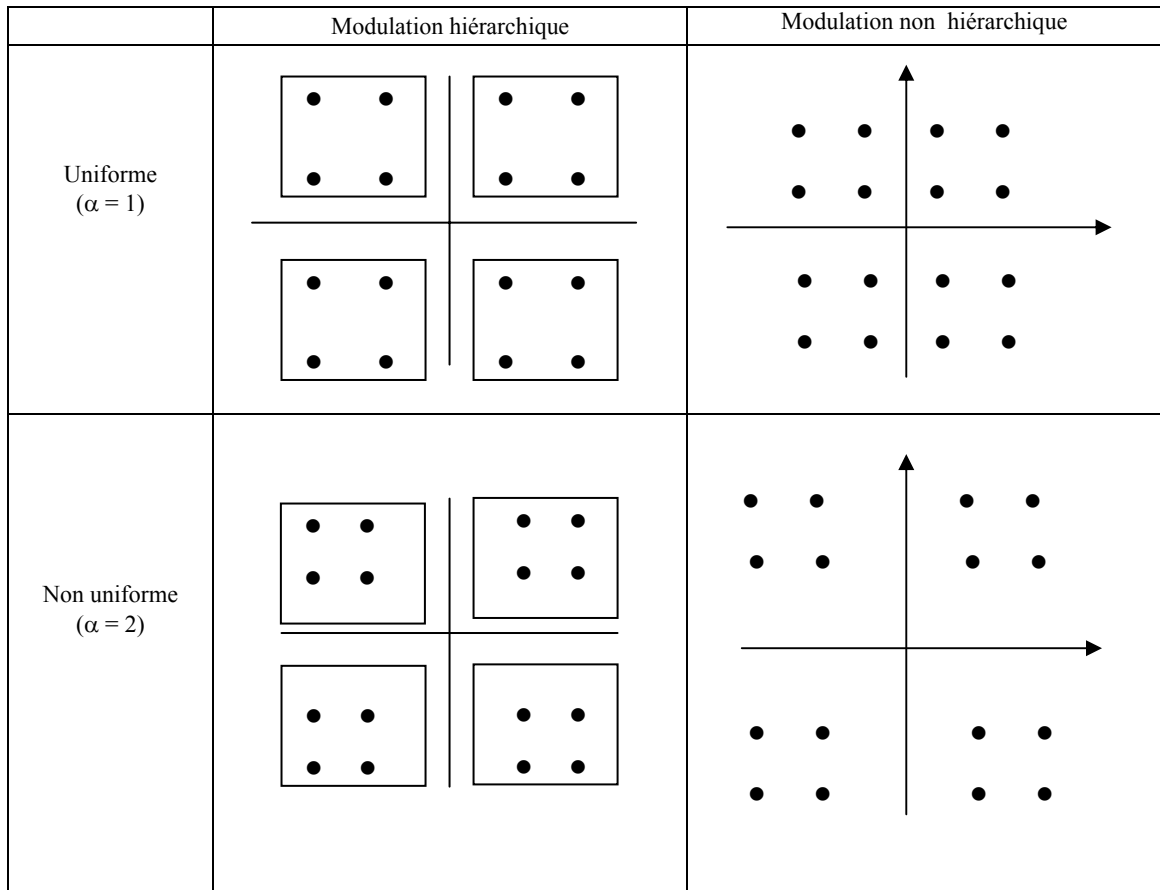 Modulation hiérarchique
Modulation non hiérarchique
Uniforme
(α = 1)
Non uniforme
(α = 2)